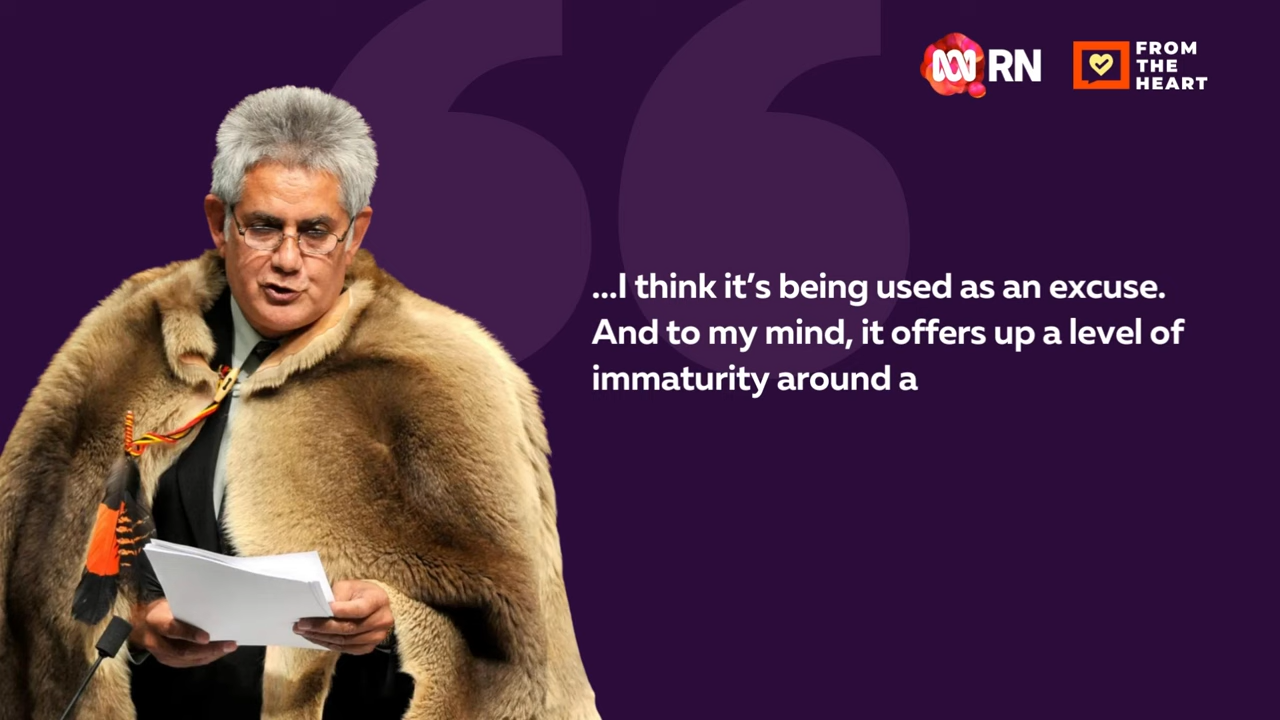 RN
FROM
THE
HEART
...I think it's being used as an excuse.
And to my mind, it offers up a level of
immaturity around a